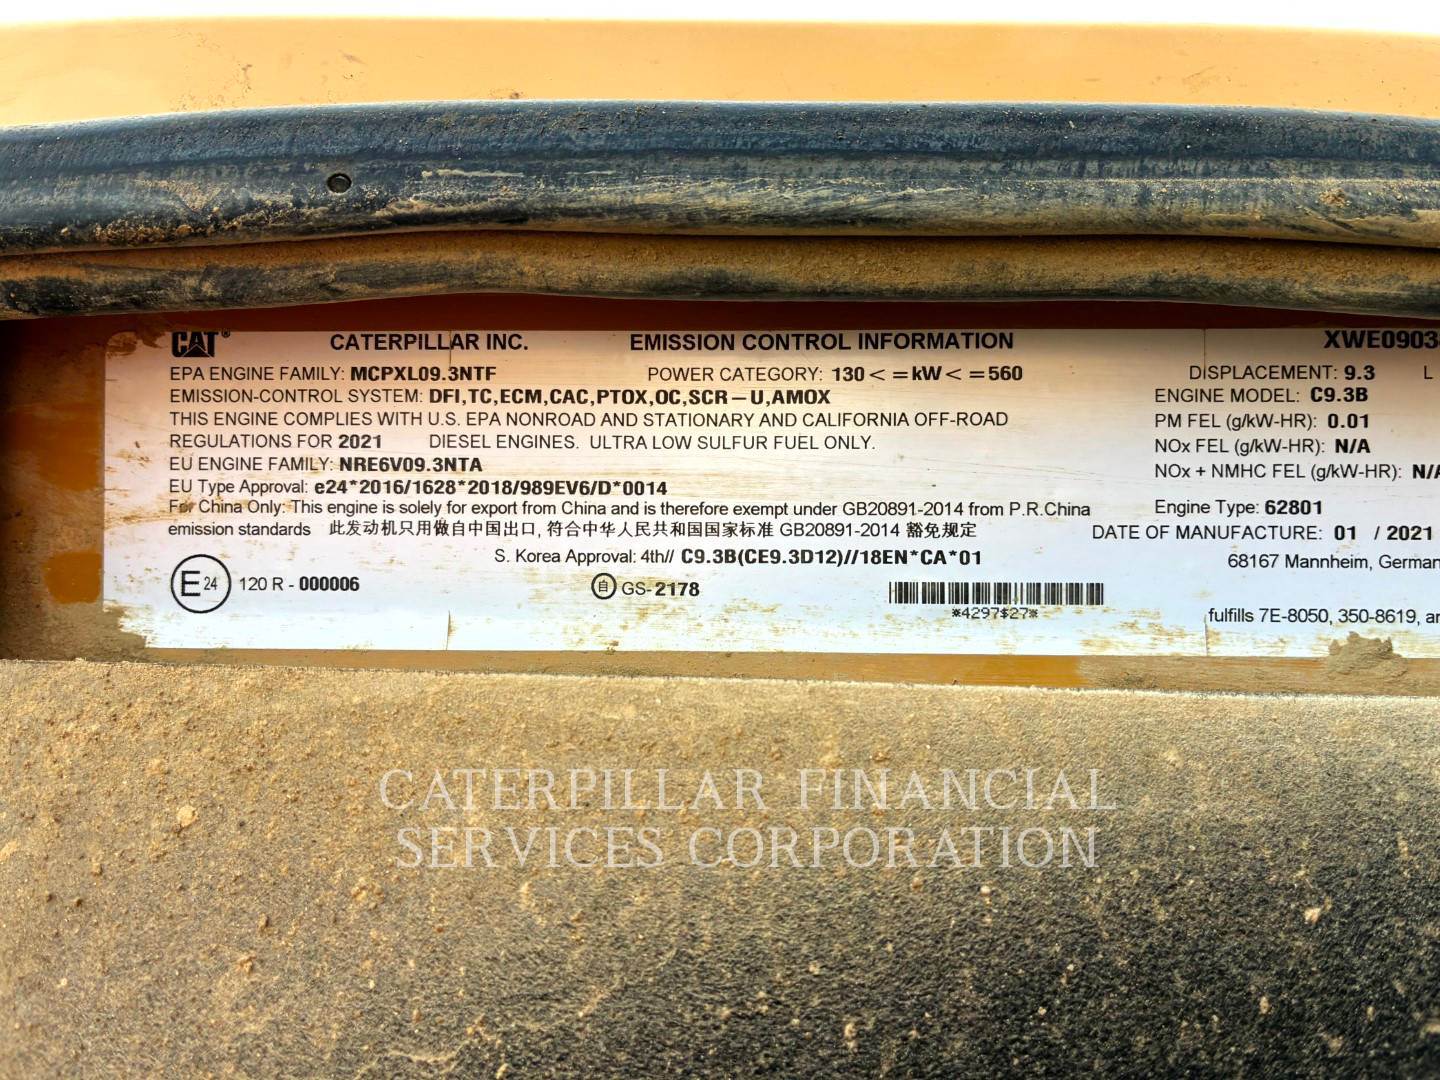 CAT® CATERPILLAR INC. EMISSION CONTROL INFORMATION XWE0903
EPA ENGINE FAMILY: MCPXL09.3NTF POWER CATEGORY: 130<=kW<=560 DISPLACEMENT: 9.3 L
EMISSION-CONTROL SYSTEM: DFI,TC,ECM,CAC,PTOX,OC,SCR-U,AMOX ENGINE MODEL: C9.3B
THIS ENGINE COMPLIES WITH U.S. EPA NONROAD AND STATIONARY AND CALIFORNIA OFF-ROAD PM FEL (g/kW-HR): 0.01
REGULATIONS FOR 2021 DIESEL ENGINES. ULTRA LOW SULFUR FUEL ONLY. NOx FEL (g/kW-HR): N/A
EU ENGINE FAMILY: NRE6V09.3NTA NOx + NMHC FEL (g/kW-HR): N/A
EU Type Approval: e24*2016/1628*2018/989EV6/D*0014
For China Only: This engine is solely for export from China and is therefore exempt under GB20891-2014 from P.R.China Engine Type: 62801
emission standards 此发动机只用做自中国出口, 符合中华人民共和国国家标准 GB20891-2014 豁免规定 DATE OF MANUFACTURE: 01 / 2021
S. Korea Approval: 4th// C9.3B(CE9.3D12)//18EN*CA*01 68167 Mannheim, German
E 24 120 R - 000006 自 GS-2178
*4297527* fulfills 7E-8050, 350-8619,
CATERPILLAR FINANCIAL
SERVICES CORPORATION